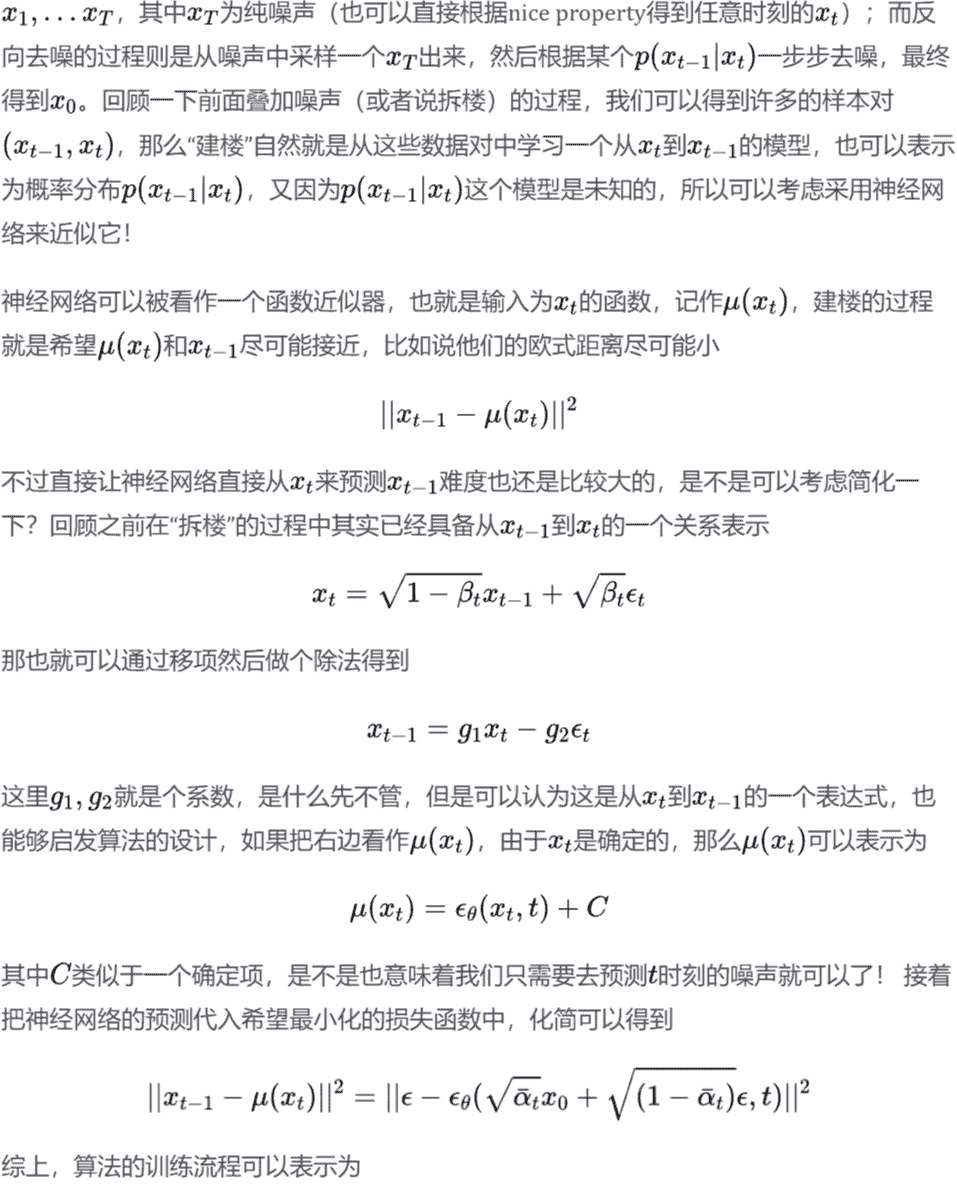 x₁, … x_T，其中x_T为纯噪声（也可以直接根据nice property得到任意时刻的x_t）；而反
向去噪的过程则是从噪声中采样一个x_T出来，然后根据某个p(x_{t−1}|x_t)一步步去噪，最终
得到x₀。回顾一下前面叠加噪声（或者说拆楼）的过程，我们可以得到许多的样本对
(x_{t−1}, x_t)，那么“建楼”自然就是从这些数据对中学习一个从x_t到x_{t−1}的模型，也可以表示
为概率分布p(x_{t−1}|x_t)，又因为p(x_{t−1}|x_t)这个模型是未知的，所以可以考虑采用神经网
络来近似它！
神经网络可以被看作一个函数近似器，也就是输入为x_t的函数，记作μ(x_t)，建楼的过程
就是希望μ(x_t)和x_{t−1}尽可能接近，比如说他们的欧式距离尽可能小
||x_{t−1} − μ(x_t)||²
不过直接让神经网络直接从x_t来预测x_{t−1}难度也还是比较大的，是不是可以考虑简化一
下？回顾之前在“拆楼”的过程中其实已经具备从x_{t−1}到x_t的一个关系表示
x_t = √(1 − β_t)x_{t−1} + √(β_t)ϵ_t
那也就可以通过移项然后做个除法得到
x_{t−1} = g₁x_t − g₂ϵ_t
这里g₁, g₂就是个系数，是什么先不管，但是可以认为这是从x_t到x_{t−1}的一个表达式，也
能够启发算法的设计，如果把右边看作μ(x_t)，由于x_t是确定的，那么μ(x_t)可以表示为
μ(x_t) = ϵ_θ(x_t, t) + C
其中C类似于一个确定项，是不是也意味着我们只需要去预测t时刻的噪声就可以了！ 接着
把神经网络的预测代入希望最小化的损失函数中，化简可以得到
||x_{t−1} − μ(x_t)||² = ||ϵ − ϵ_θ(√(ᾱ_t)x₀ + √((1 − ᾱ_t))ϵ, t)||²
综上，算法的训练流程可以表示为